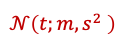 𝒩(t; m, s² )